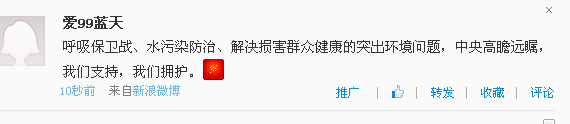 爱99蓝天
呼吸保卫战、水污染防治、解决损害群众健康的突出环境问题，中央高瞻远瞩，
我们支持，我们拥护。
10秒前 来自新浪微博 推广 | | 转发 | 收藏 | 评论